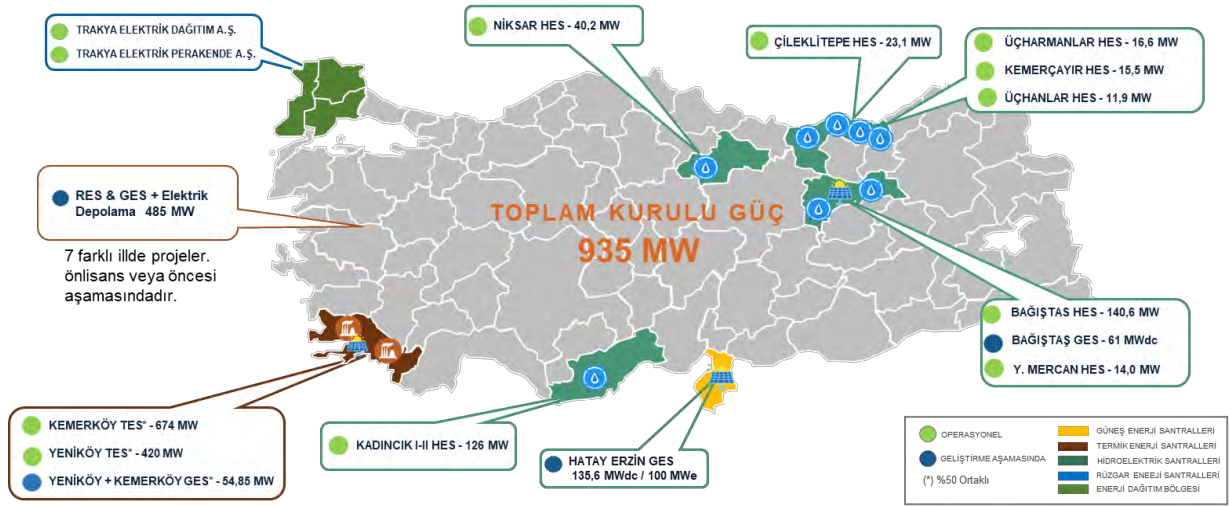 TRAKYA ELEKTRİK DAĞITIM A.Ş.
TRAKYA ELEKTRİK PERAKENDE A.Ş.
NİKSAR HES - 40,2 MW
ÇİLEKLİTEPE HES - 23,1 MW
ÜÇHARMANLAR HES - 16,6 MW
KEMERÇAYIR HES - 15,5 MW
ÜÇHANLAR HES - 11,9 MW
RES & GES + Elektrik
Depolama 485 MW
7 farklı illde projeler.
önlisans veya öncesi
aşamasındadır.
TOPLAM KURULU GÜÇ
935 MW
BAĞIŞTAS HES - 140,6 MW
BAĞIŞTAŞ GES - 61 MWdc
Y. MERCAN HES - 14,0 MW
KEMERKÖY TES* - 674 MW
YENİKÖY TES* - 420 MW
YENİKÖY + KEMERKÖY GES* - 54,85 MW
KADINCIK I-II HES - 126 MW
HATAY ERZİN GES
135,6 MWdc / 100 MWe
OPERASYONEL
GELİŞTİRME AŞAMASINDA
(*) %50 Ortaklı
GÜNEŞ ENERJİ SANTRALLERİ
TERMİK ENERJİ SANTRALLERİ
HİDROELEKTRİK SANTRALLERİ
RÜZGAR ENEEJİ SANTRALLERİ
ENERJİ DAĞITIM BÖLGESİ